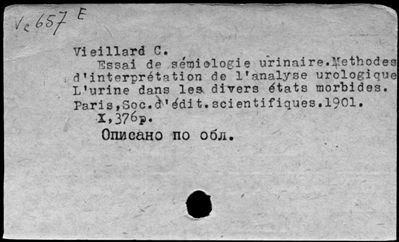 Vc 657 E
Vieillard C.
Essai de sémiologie urinaire.Methodes
d'interprétation de l'analyse urologique
L'urine dans les divers états morbides.
Paris,Soc.d'édit.scientifiques.1901.
X,376p.
Описано по обл.